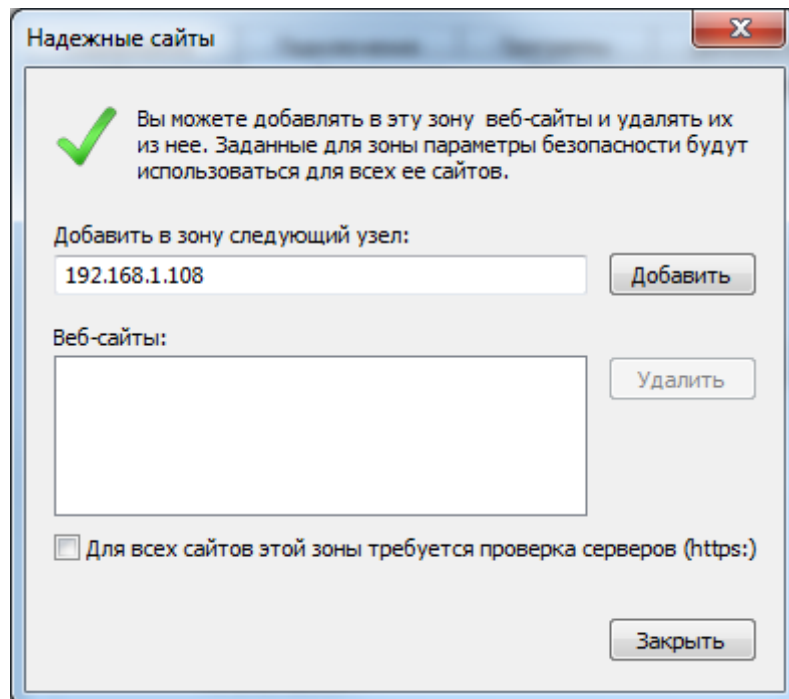 Надежные сайты
Вы можете добавлять в эту зону веб-сайты и удалять их
из нее. Заданные для зоны параметры безопасности будут
использоваться для всех ее сайтов.
Добавить в зону следующий узел:
192.168.1.108
Добавить
Веб-сайты:
Удалить
Для всех сайтов этой зоны требуется проверка серверов (https:)
Закрыть